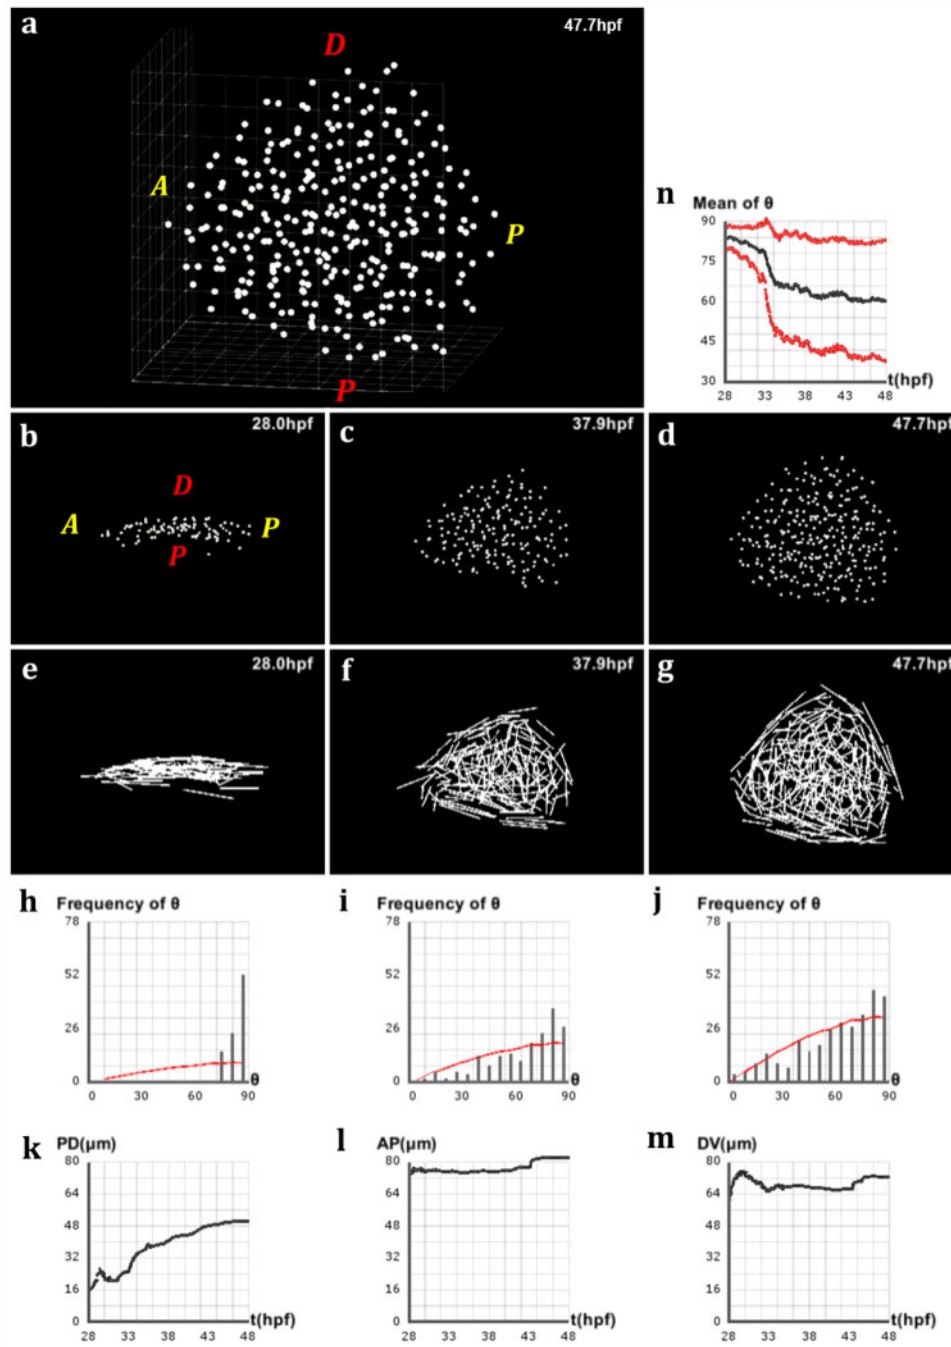 a
47.7hpf
D
A
P
P
n
Mean of θ
90
75
60
45
30
28 33 38 43 48
t(hpf)
b
28.0hpf
D
A
P
P
c
37.9hpf
d
47.7hpf
e
28.0hpf
f
37.9hpf
g
47.7hpf
h
Frequency of θ
78
52
26
0
θ
0 30 60 90
i
Frequency of θ
78
52
26
0
θ
0 30 60 90
j
Frequency of θ
78
52
26
0
θ
0 30 60 90
k
PD(μm)
80
64
48
32
16
0
t(hpf)
28 33 38 43 48
l
AP(μm)
80
64
48
32
16
0
t(hpf)
28 33 38 43 48
m
DV(μm)
80
64
48
32
16
0
t(hpf)
28 33 38 43 48